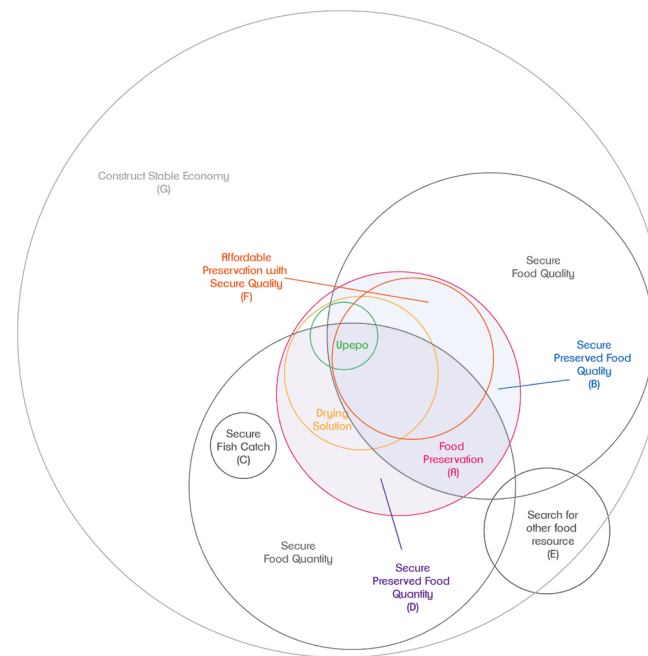 Construct Stable Economy
(G)
Secure
Food Quality
Affordable
Preservation with
Secure Quality
(F)
Upepo
Secure
Preserved Food
Quality
(B)
Drying
Solution
Secure
Fish Catch
(C)
Food
Preservation
(A)
Search for
other food
resource
(E)
Secure
Food Quantity
Secure
Preserved Food
Quantity
(D)